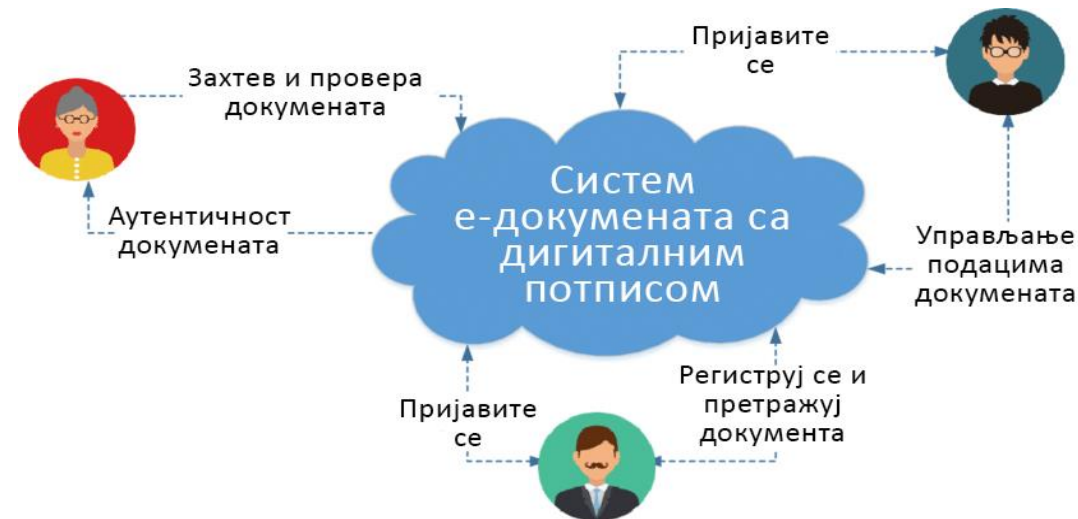 Пријавите
се
Захтев и провера
докумената
Систем
е-докумената са
дигиталним
потписом
Аутентичност
докумената
Управљање
подацима
докумената
Региструј се и
претражуј
документа
Пријавите
се